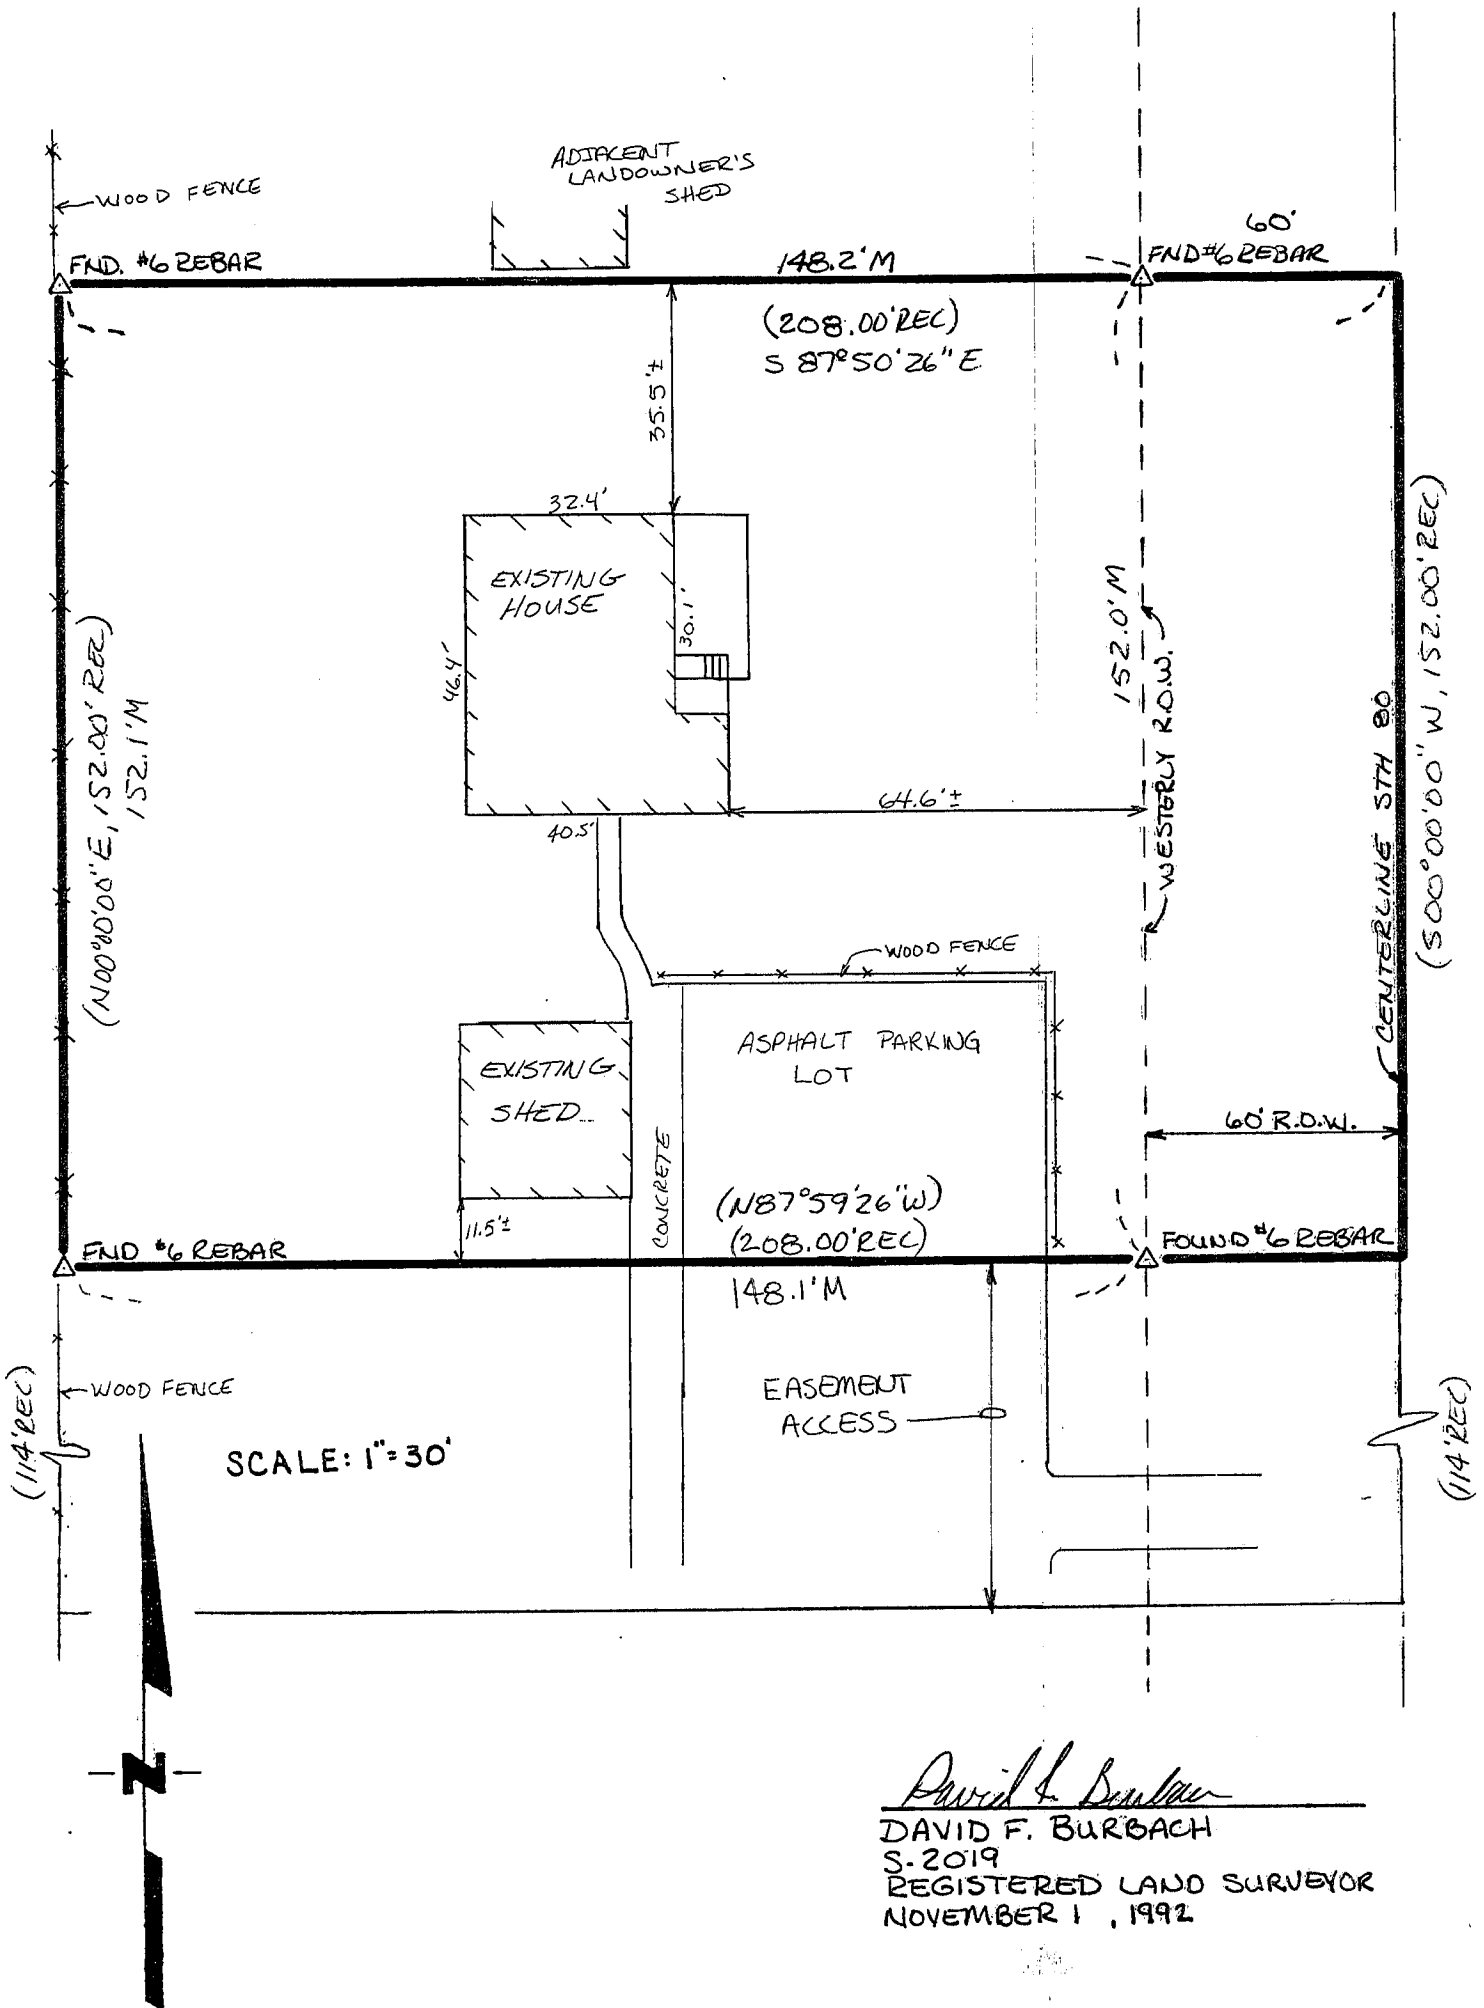 ADJACENT
LANDOWNER'S
SHED
WOOD FENCE
60'
FND. #6 REBAR
148.2'M
FND #6 REBAR
(208.00'REC)
S 87°50'26"E
35.5'±
32.4'
EXISTING
HOUSE
30.1'
46.4'
(N00°00'00"E, 152.00' REC)
152.1'M
152.0'M
WESTERLY R.O.W.
CENTERLINE STH 80
(S00°00'00"W, 152.00'REC)
64.6'±
40.5'
WOOD FENCE
ASPHALT PARKING
LOT
EXISTING
SHED
60' R.O.W.
CONCRETE
(N87°59'26"W)
(208.00'REC)
11.5'±
FND #6 REBAR
FOUND #6 REBAR
148.1'M
WOOD FENCE
EASEMENT
ACCESS
(114'REC)
(114'REC)
SCALE: 1"=30'
N
David F. Burbach
DAVID F. BURBACH
S-2019
REGISTERED LAND SURVEYOR
NOVEMBER 1, 1992